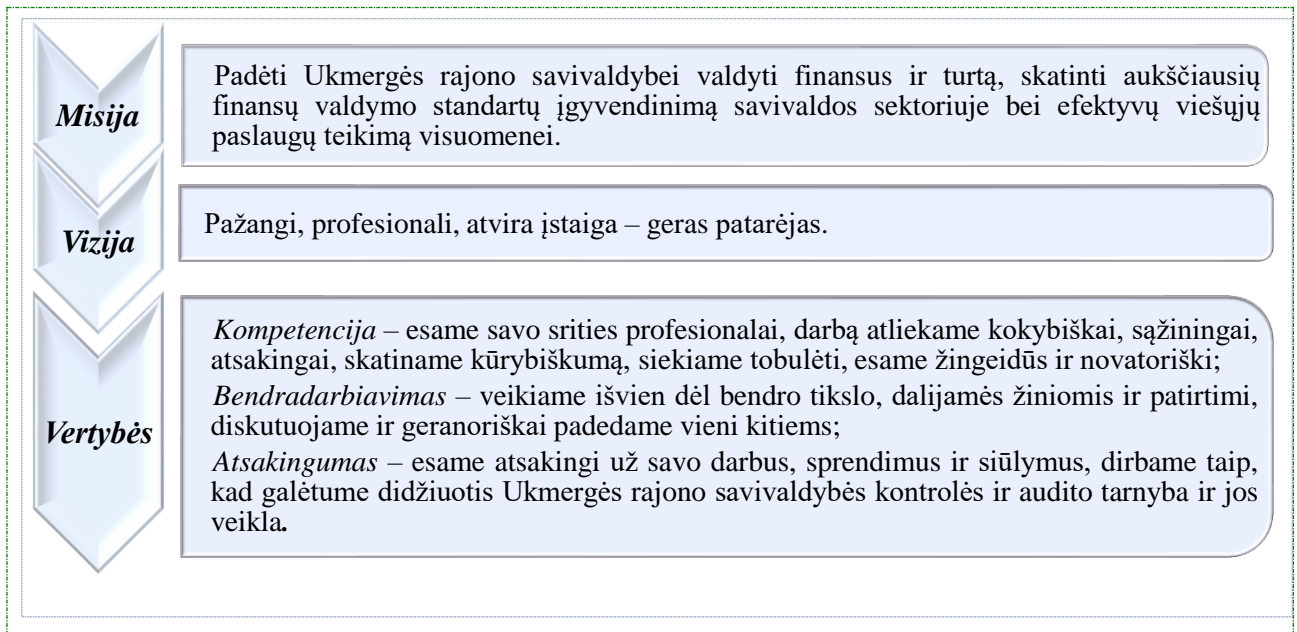 Misija
Padėti Ukmergės rajono savivaldybei valdyti finansus ir turtą, skatinti aukščiausių
finansų valdymo standartų įgyvendinimą savivaldos sektoriuje bei efektyvų viešųjų
paslaugų teikimą visuomenei.
Vizija
Pažangi, profesionali, atvira įstaiga – geras patarėjas.
Vertybės
Kompetencija – esame savo srities profesionalai, darbą atliekame kokybiškai, sąžiningai,
atsakingai, skatiname kūrybiškumą, siekiame tobulėti, esame žingeidūs ir novatoriški;
Bendradarbiavimas – veikiame išvien dėl bendro tikslo, dalijamės žiniomis ir patirtimi,
diskutuojame ir geranoriškai padedame vieni kitiems;
Atsakingumas – esame atsakingi už savo darbus, sprendimus ir siūlymus, dirbame taip,
kad galėtume didžiuotis Ukmergės rajono savivaldybės kontrolės ir audito tarnyba ir jos
veikla.